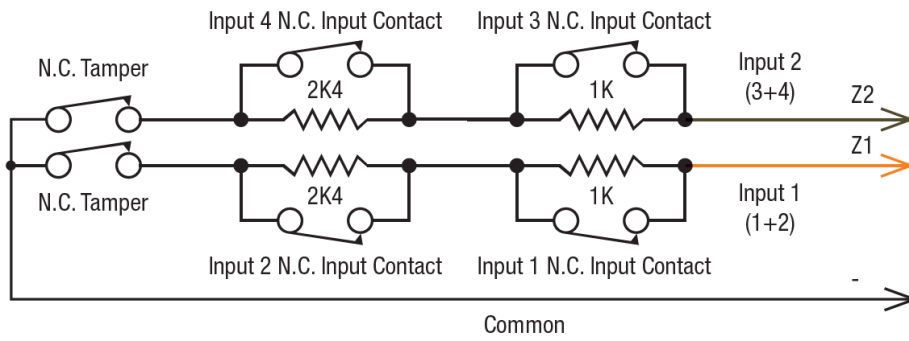 Input 4 N.C. Input Contact
Input 3 N.C. Input Contact
N.C. Tamper
2K4
1K
Input 2
(3+4)
Z2
Z1
N.C. Tamper
2K4
1K
Input 1
(1+2)
Input 2 N.C. Input Contact
Input 1 N.C. Input Contact
-
Common